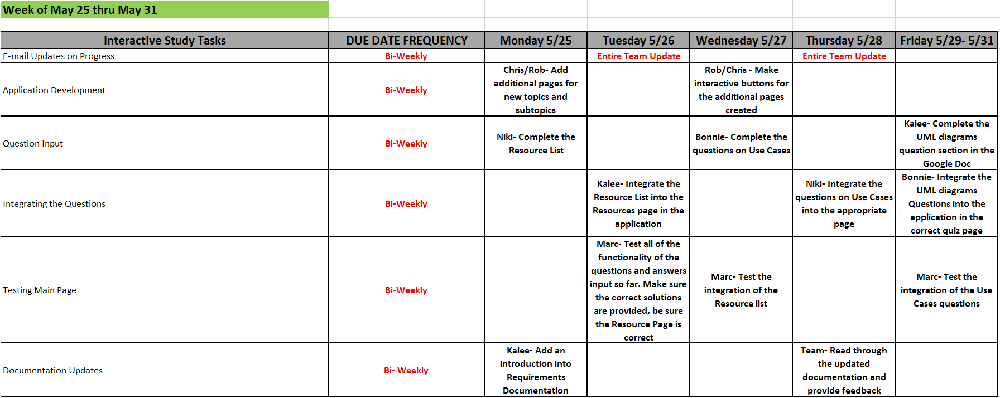 Week of May 25 thru May 31
Interactive Study Tasks DUE DATE FREQUENCY Monday 5/25 Tuesday 5/26 Wednesday 5/27 Thursday 5/28 Friday 5/29- 5/31
E-mail Updates on Progress Bi-Weekly Entire Team Update Entire Team Update
Application Development
Bi-Weekly
Chris/Rob- Add
additional pages for
new topics and
subtopics
Rob/Chris - Make
interactive buttons for
the additional pages
created
Question Input
Bi-Weekly
Niki- Complete the
Resource List
Bonnie- Complete the
questions on Use Cases
Kalee- Complete the
UML diagrams
question section in the
Google Doc
Integrating the Questions
Bi-Weekly
Kalee- Integrate the
Resource List into the
Resources page in the
application
Niki- Integrate the
questions on Use Cases
into the appropriate
page
Bonnie- Integrate the
UML diagrams
Questions into the
application in the
correct quiz page
Testing Main Page
Bi-Weekly
Marc- Test all of the
functionality of the
questions and answers
input so far. Make sure
the correct solutions
are provided, be sure
the Resource Page is
correct
Marc- Test the
integration of the
Resource list
Marc- Test the
integration of the Use
Cases questions
Documentation Updates
Bi- Weekly
Kalee- Add an
introduction into
Requirements
Documentation
Team- Read through
the updated
documentation and
provide feedback